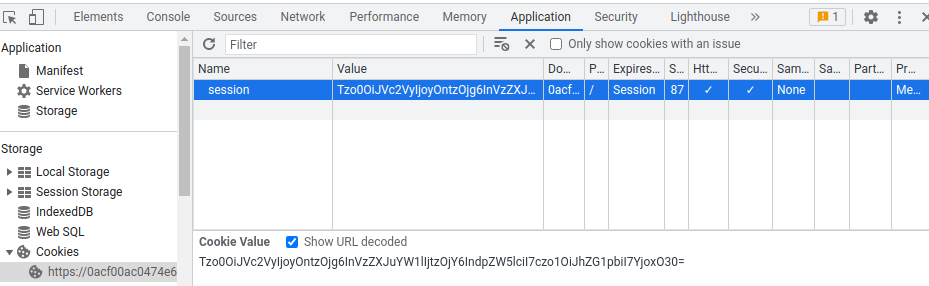 Elements Console Sources Network Performance Memory Application Security Lighthouse » 1
Application
Manifest
Service Workers
Storage
Storage
Local Storage
Session Storage
IndexedDB
Web SQL
Cookies
https://0acf00ac0474e6
Filter
Only show cookies with an issue
Name Value Do... P... Expires... S... Htt... Secu... Sam... Sa... Part... Pr...
session Tzo0OiJVc2VyIjoyOntzOjg6InVzZXJ... 0acf... / Session 87 ✓ ✓ None Me...
Cookie Value Show URL decoded
Tzo0OiJVc2VyIjoyOntzOjg6InVzZXJuYW1lIjtzOjY6IndpZW5lciI7czo1OiJhZG1pbiI7YjoxO30=